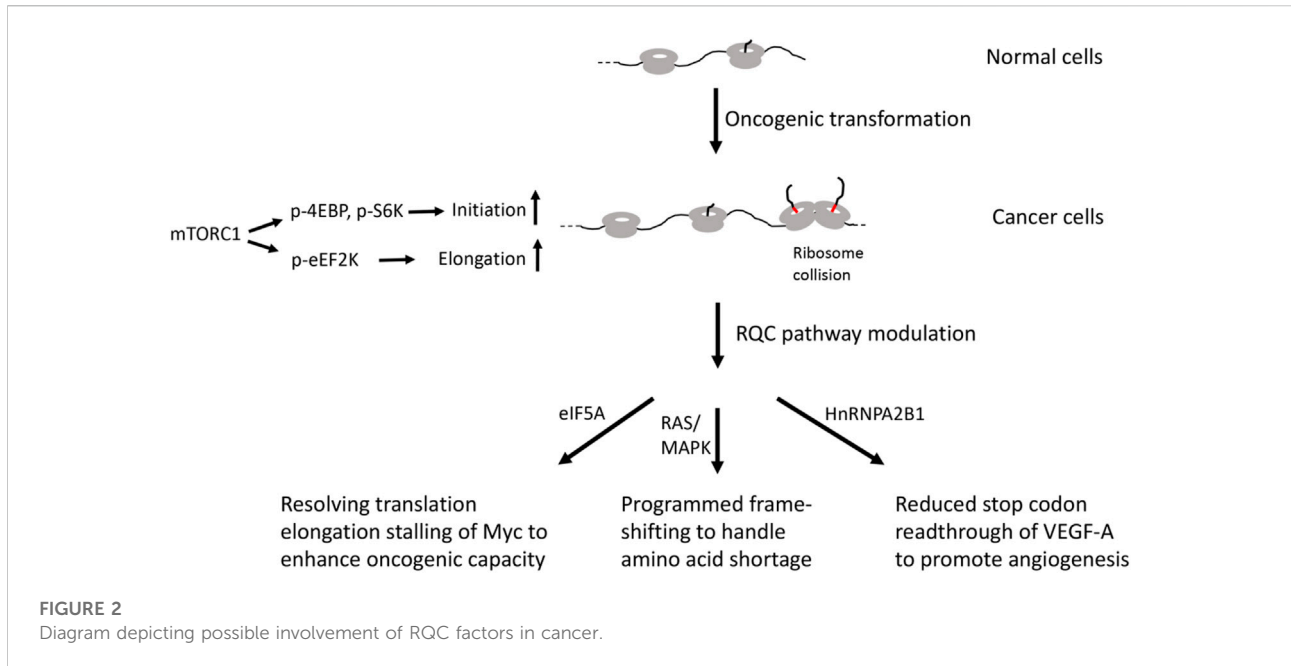 Normal cells
Oncogenic transformation
mTORC1
p-4EBP, p-S6K
Initiation
p-eEF2K
Elongation
Ribosome
collision
Cancer cells
RQC pathway modulation
eIF5A
RAS/
MAPK
HnRNPA2B1
Resolving translation
elongation stalling of Myc to
enhance oncogenic capacity
Programmed frame-
shifting to handle
amino acid shortage
Reduced stop codon
readthrough of VEGF-A
to promote angiogenesis
FIGURE 2
Diagram depicting possible involvement of RQC factors in cancer.